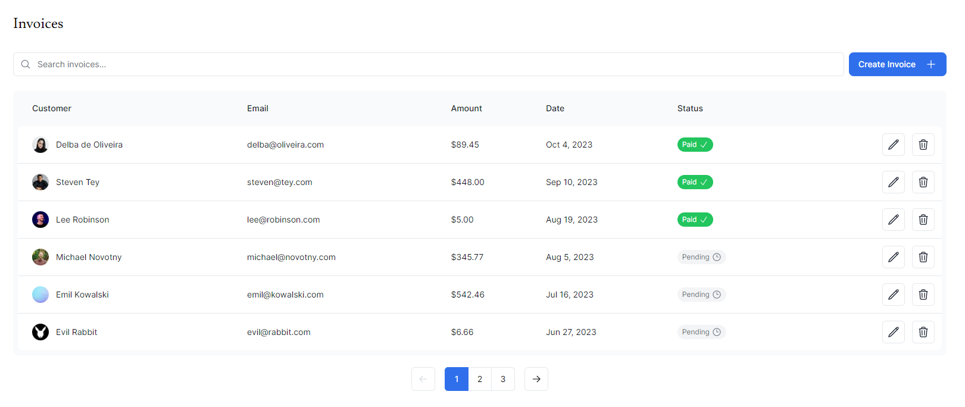 Invoices
Search invoices...
Create Invoice
Customer Email Amount Date Status
Delba de Oliveira delba@oliveira.com $89.45 Oct 4, 2023 Paid
Steven Tey steven@tey.com $448.00 Sep 10, 2023 Paid
Lee Robinson lee@robinson.com $5.00 Aug 19, 2023 Paid
Michael Novotny michael@novotny.com $345.77 Aug 5, 2023 Pending
Emil Kowalski emil@kowalski.com $542.46 Jul 16, 2023 Pending
Evil Rabbit evil@rabbit.com $6.66 Jun 27, 2023 Pending
1 2 3